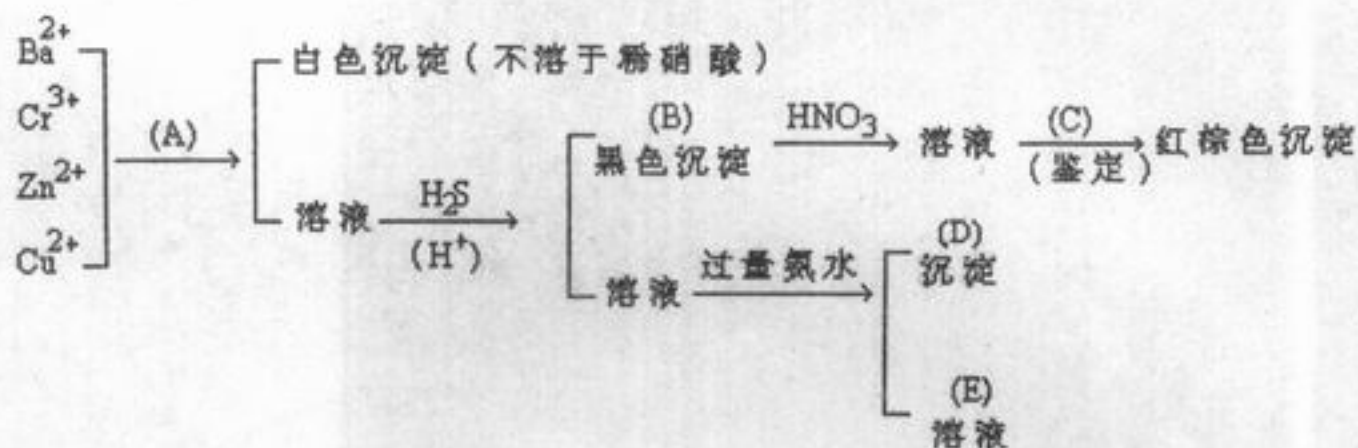 Ba2+
Cr3+
Zn2+
Cu2+
(A)
白色沉淀(不溶于稀硝酸)
溶液
H2S
(H+)
(B)
黑色沉淀
HNO3
溶液
(C)
(鉴定)
红棕色沉淀
溶液
过量氨水
(D)
沉淀
(E)
溶液